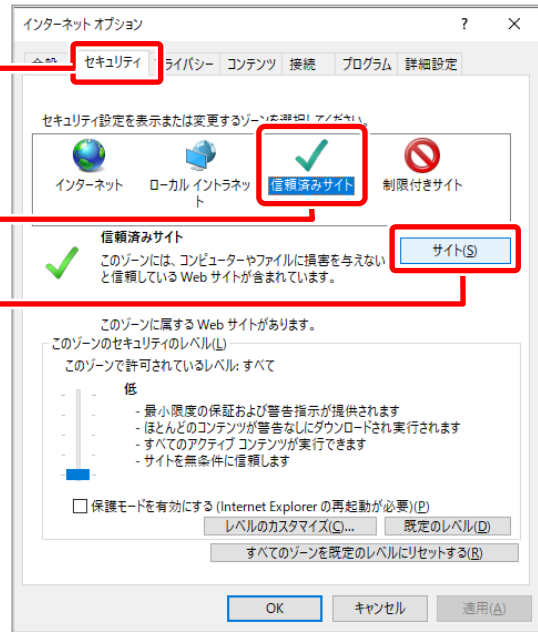 インターネット オプション ? ×
セキュリティ ライバシー コンテンツ 接続 プログラム 詳細設定
セキュリティ設定を表示または変更するゾーンを選択してください。
インターネット
ローカル イントラネッ
ト
信頼済みサイト
制限付きサイト
信頼済みサイト
サイト(S)
このゾーンには、コンピューターやファイルに損害を与えない
と信頼している Web サイトが含まれています。
このゾーンに属する Web サイトがあります。
このゾーンのセキュリティのレベル(L)
このゾーンで許可されているレベル: すべて
低
- 最小限度の保証および警告指示が提供されます
- ほとんどのコンテンツが警告なしにダウンロードされ実行されます
- すべてのアクティブ コンテンツが実行できます
- サイトを無条件に信頼します
保護モードを有効にする (Internet Explorer の再起動が必要)(P)
レベルのカスタマイズ(C)... 既定のレベル(D)
すべてのゾーンを既定のレベルにリセットする(R)
OK キャンセル 適用(A)